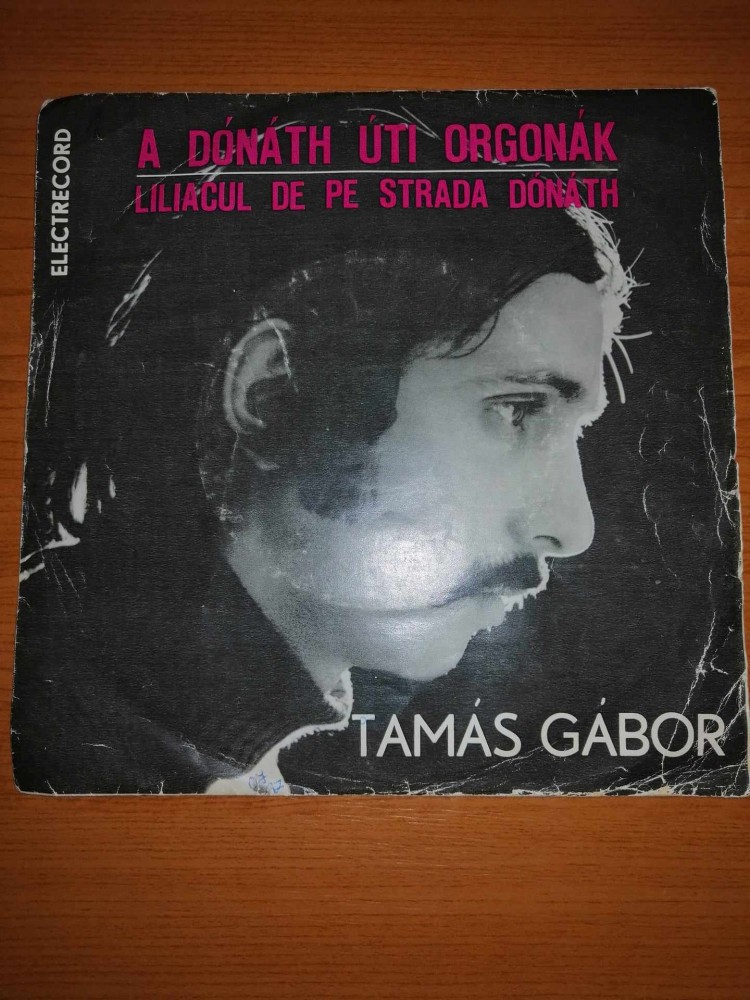 ELECTRECORD
A DÓNÁTH ÚTI ORGONÁK
LILIACUL DE PE STRADA DÓNÁTH
TAMÁS GÁBOR